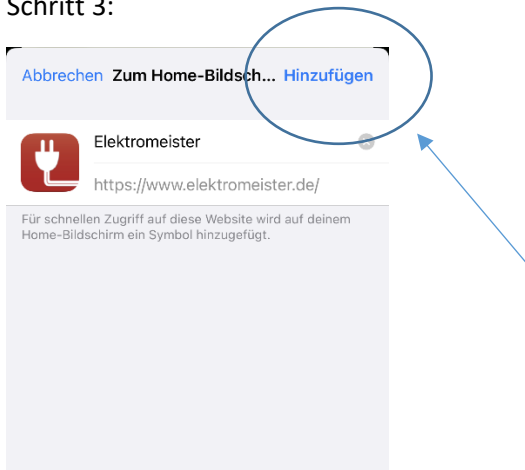 Schritt 3:
Abbrechen Zum Home-Bildsch... Hinzufügen
Elektromeister
https://www.elektromeister.de/
Für schnellen Zugriff auf diese Website wird auf deinem
Home-Bildschirm ein Symbol hinzugefügt.